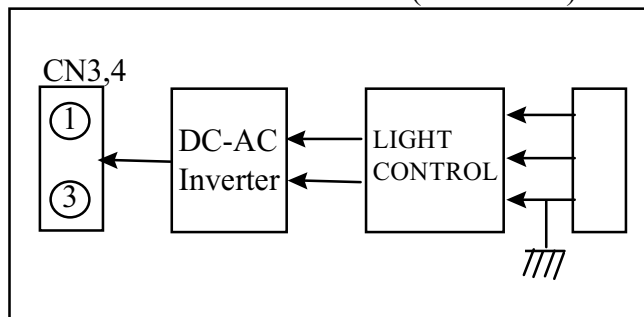 CN3,4
1
3
DC-AC
Inverter
LIGHT
CONTROL